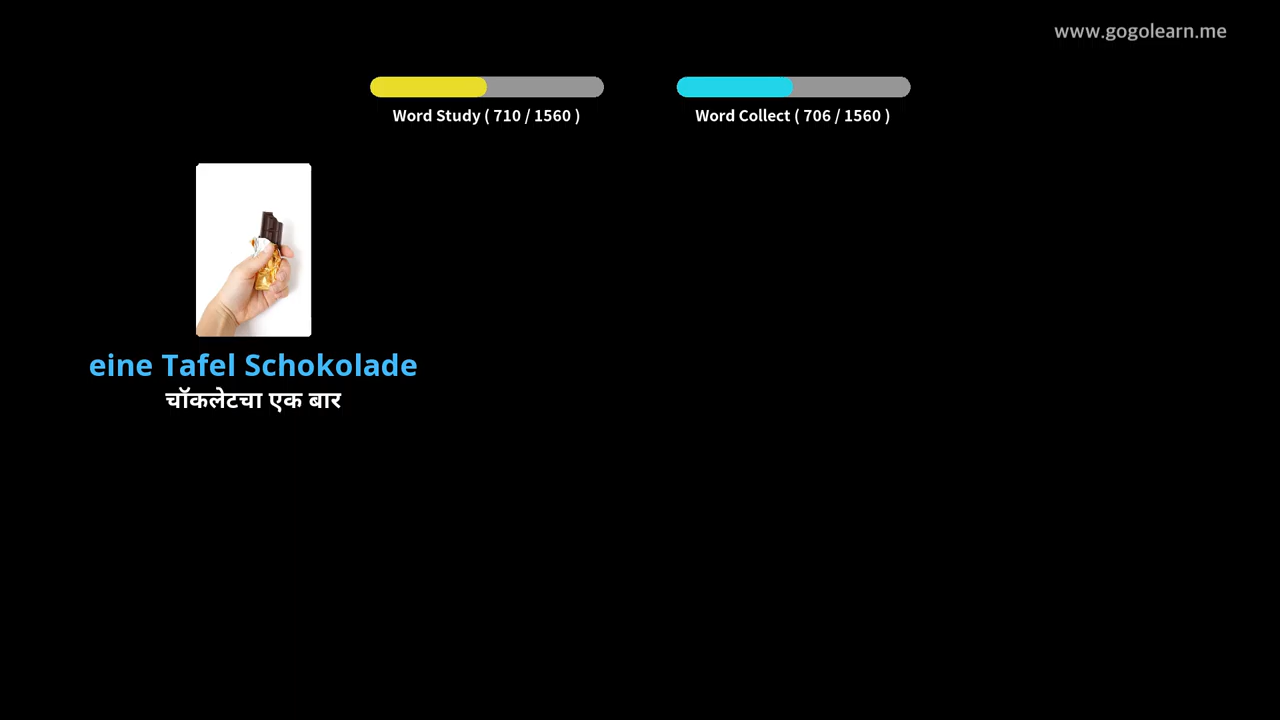 www.gogolearn.me
Word Study ( 710 / 1560 )
Word Collect ( 706 / 1560 )
eine Tafel Schokolade
चॉकलेटचा एक बार